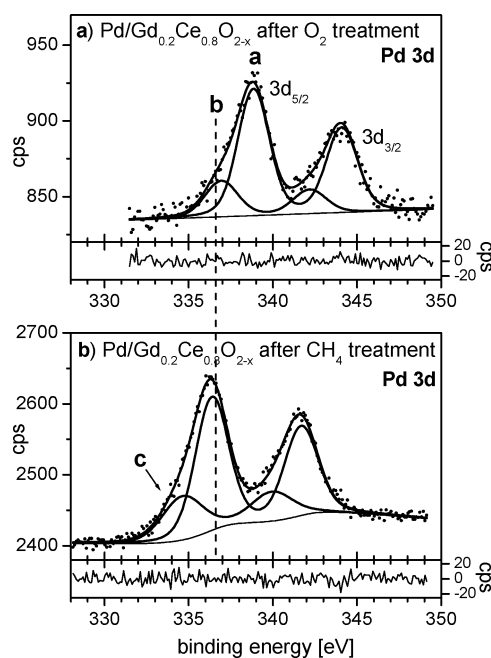 a) Pd/Gd0.2Ce0.8O2-x after O2 treatment
Pd 3d
950
900
850
cps
b
a
3d5/2
3d3/2
20
0
-20
cps
330 335 340 345 350
2700
2600
2500
2400
cps
b) Pd/Gd0.2Ce0.8O2-x after CH4 treatment
Pd 3d
c
20
0
-20
cps
330 335 340 345 350
binding energy [eV]